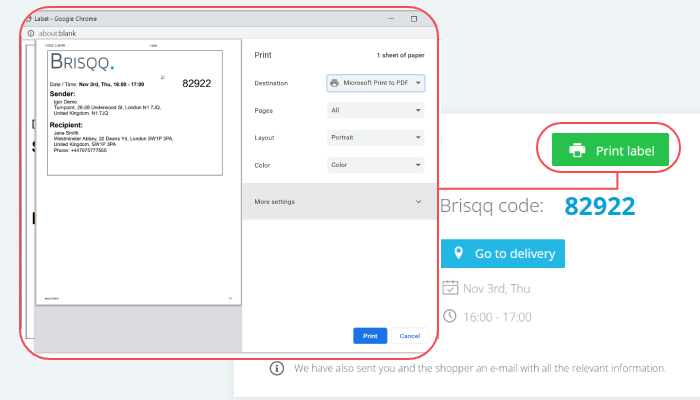 Label - Google Chrome
about:blank
Label
BRISQQ.
Date / Time: Nov 3rd, Thu, 16:00 - 17:00
82922
Sender:
Igor Demo
Turnpoint, 26-28 Underwood St, London N1 7JQ,
United Kingdom, N1 7JQ
Recipient:
Jane Smith
Westminster Abbey, 20 Deans Yd, London SW1P 3PA,
United Kingdom, SW1P 3PA
Phone: +447975777555
about:blank
1/1
Print
1 sheet of paper
Destination
Microsoft Print to PDF
Pages
All
Layout
Portrait
Color
Color
More settings
Print
Cancel
Print label
Brisqq code: 82922
Go to delivery
Nov 3rd, Thu
16:00 - 17:00
We have also sent you and the shopper an e-mail with all the relevant information.